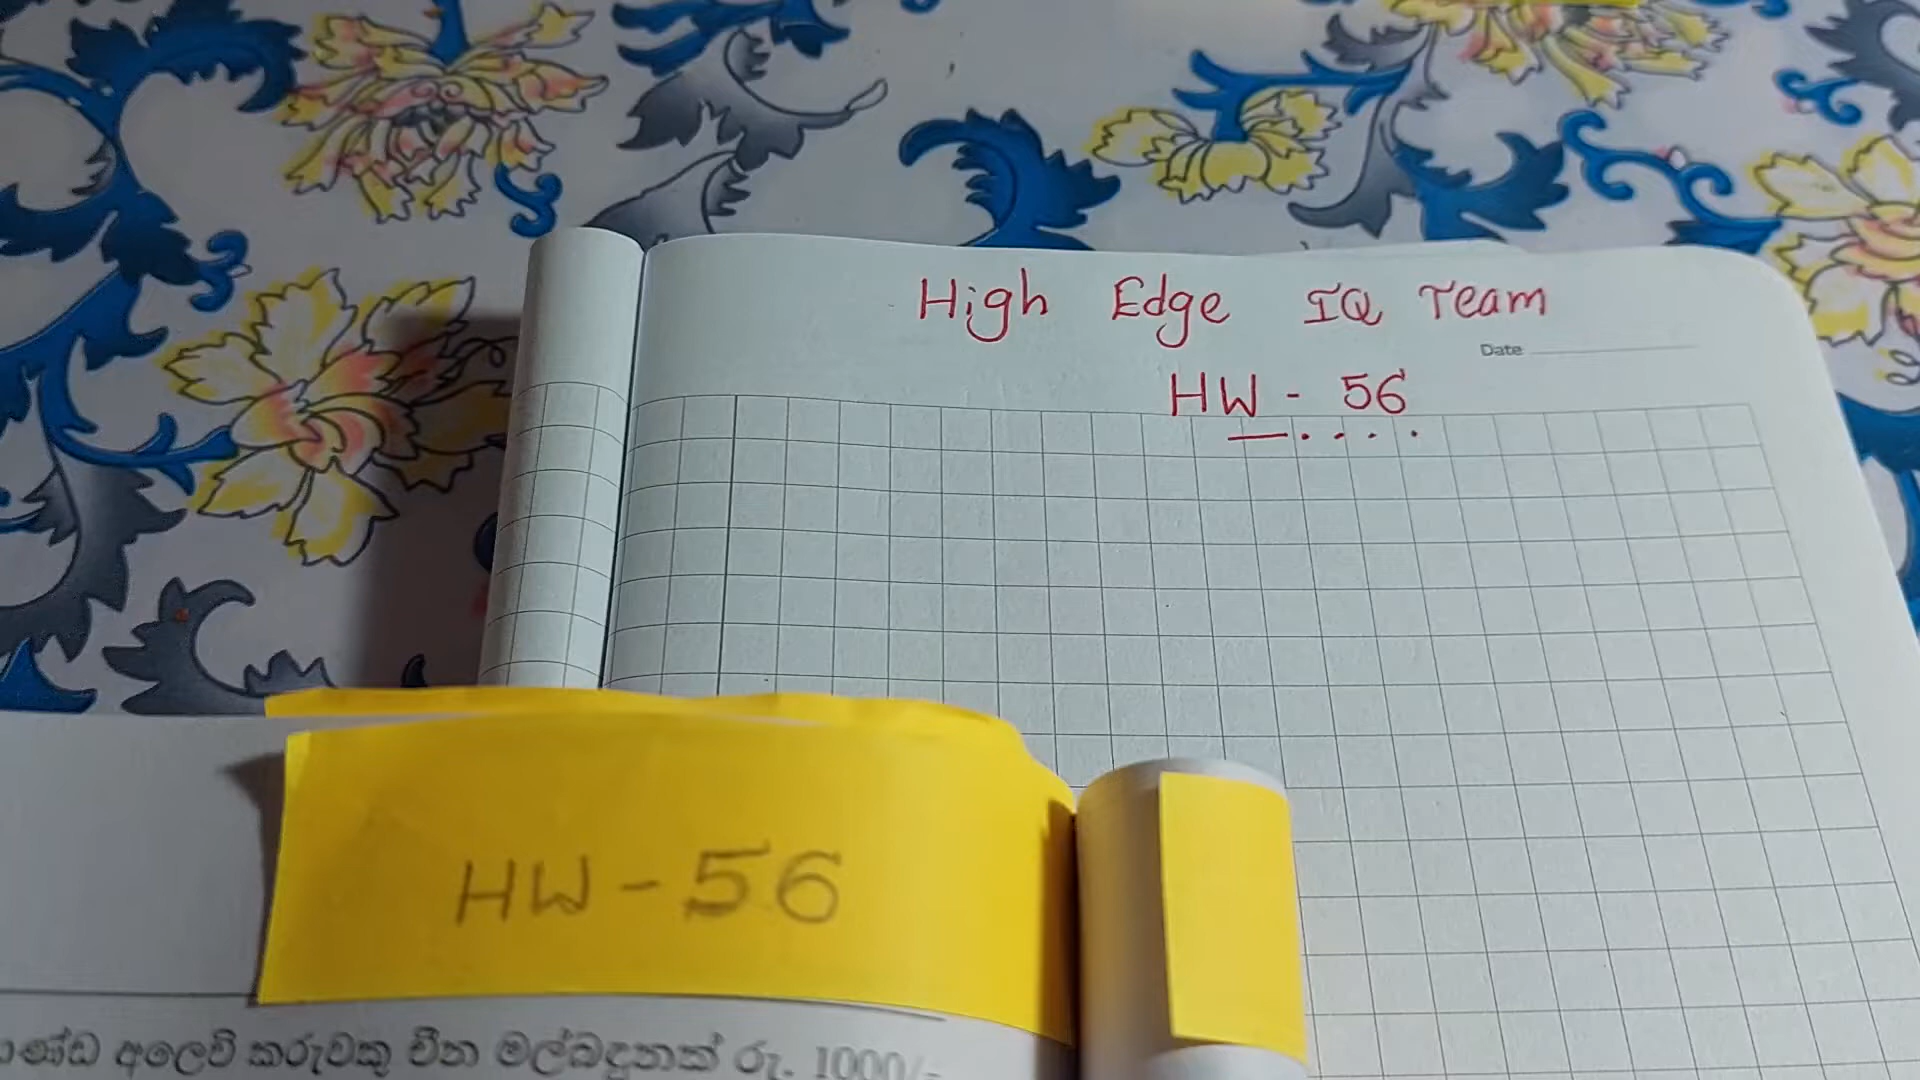 High Edge IQ Team
Date
HW - 56
HW - 56
භාණ්ඩ අලෙවි කරුවකු චීන මල්බඳුනක් රු. 1000/-